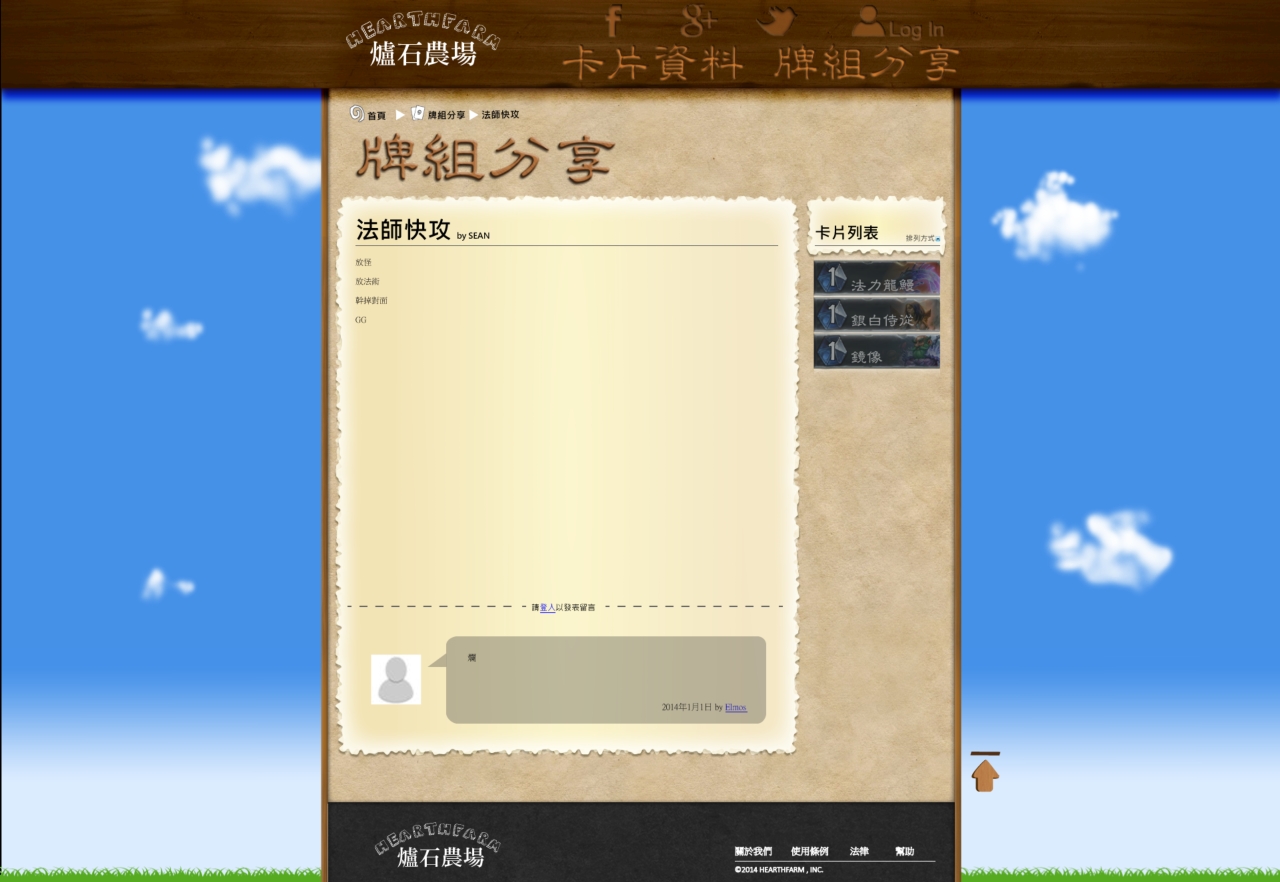 HEARTHFARM
爐石農場
Log In
卡片資料 牌組分享
首頁 牌組分享 法師快攻
牌組分享
法師快攻 by SEAN
放怪
放法術
幹掉對面
GG
請登入以發表留言
爛
2014年1月1日 by Elmos
卡片列表 排列方式
1 法力龍鰻
1 銀白侍從
1 鏡像
HEARTHFARM
爐石農場
關於我們 使用條例 法律 幫助
©2014 HEARTHFARM , INC.